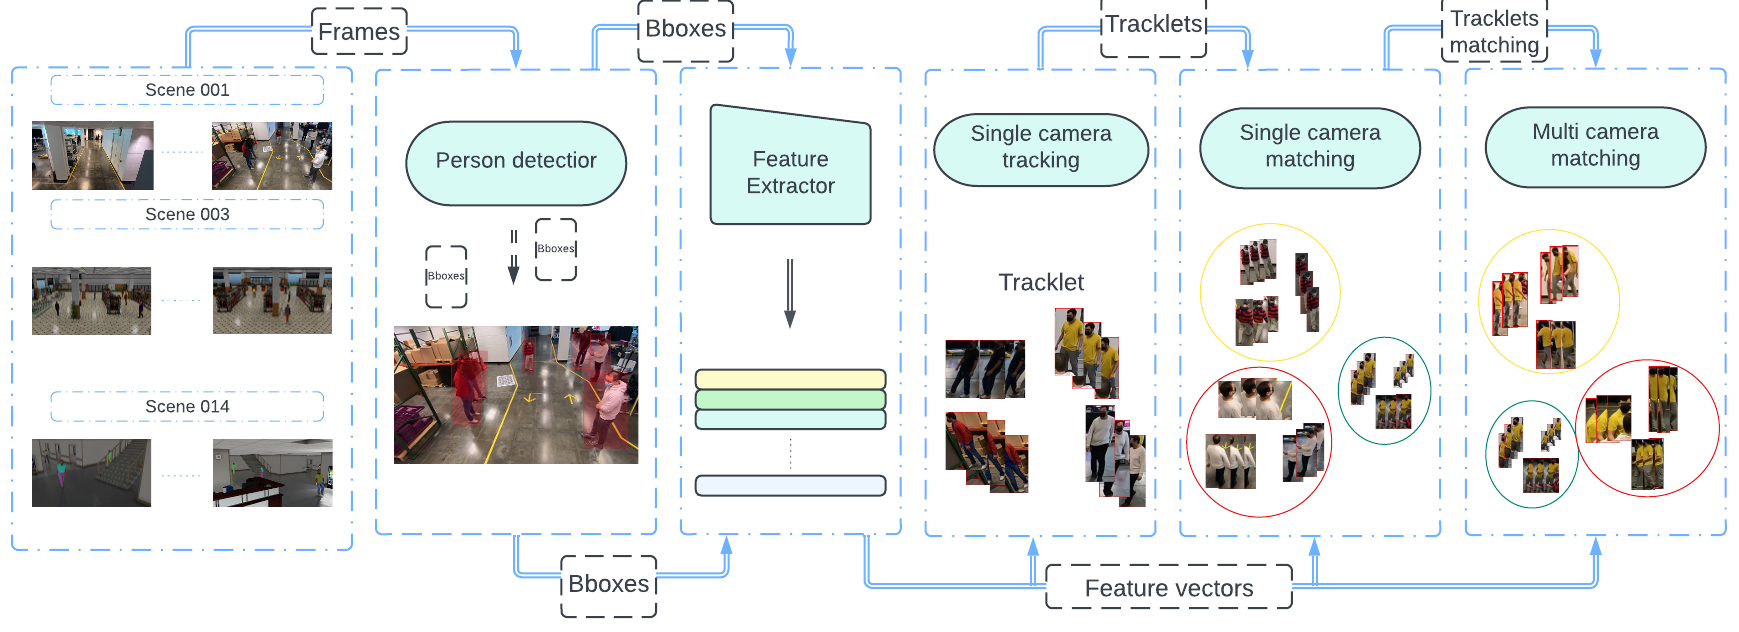 Frames
Bboxes
Tracklets
Tracklets
matching
Scene 001
Scene 003
Scene 014
Person detectior
Bboxes
Bboxes
Feature
Extractor
Single camera
tracking
Tracklet
Single camera
matching
Multi camera
matching
Bboxes
Feature vectors